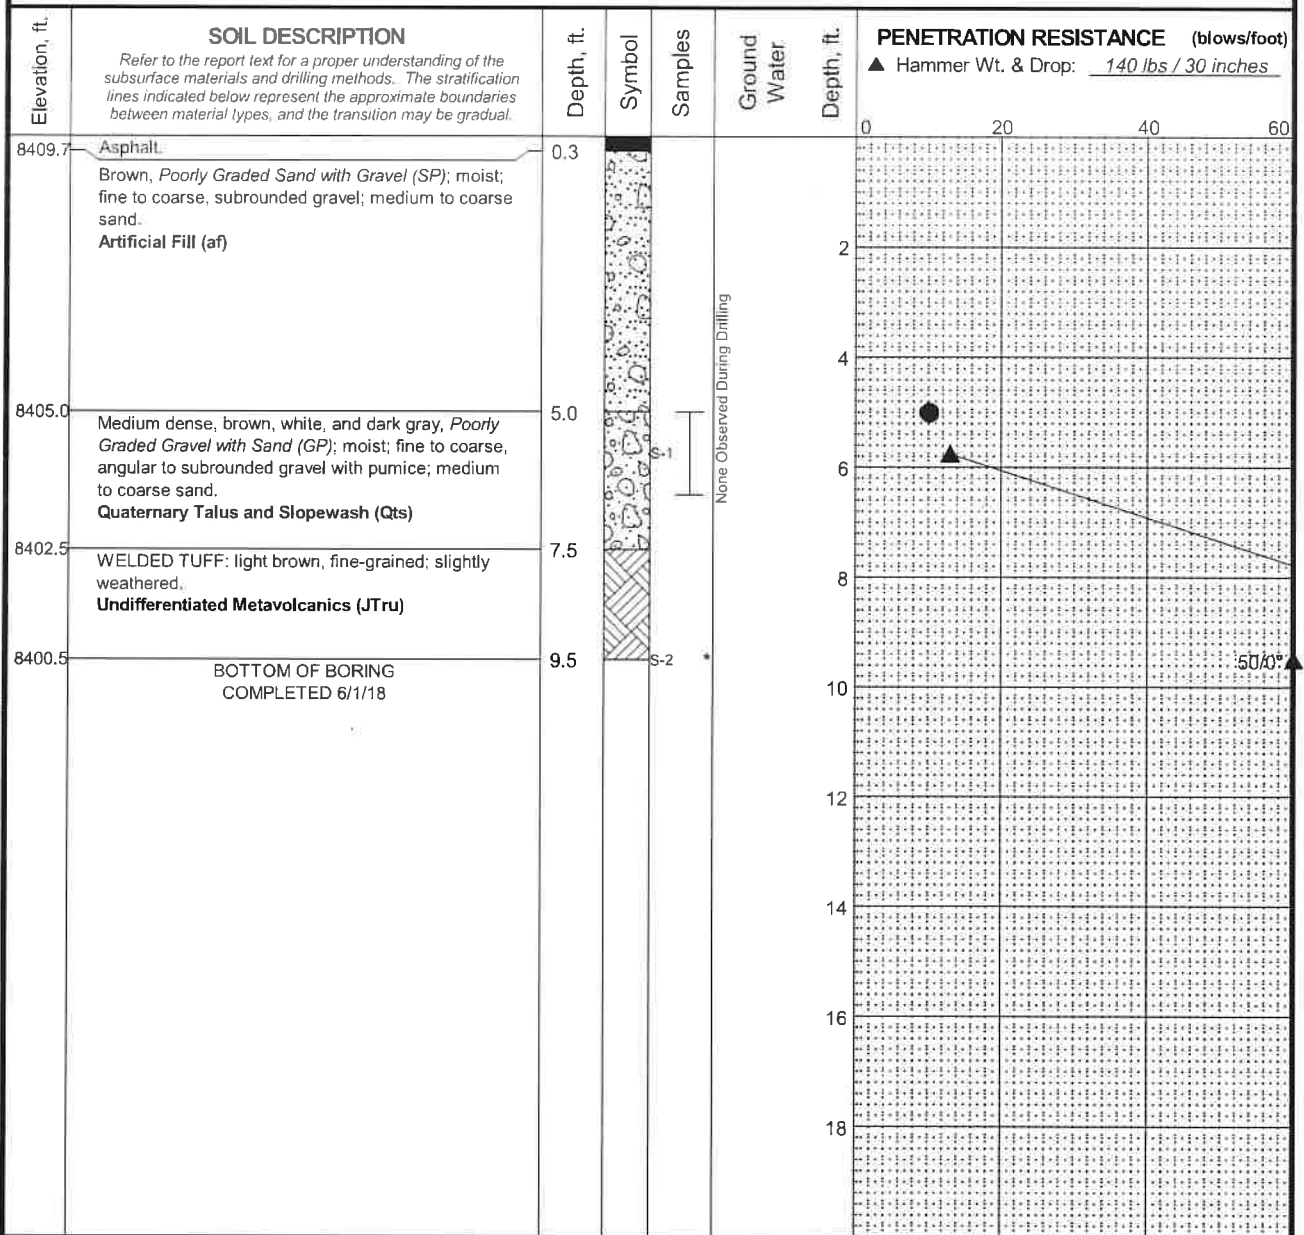 Elevation, ft.
SOIL DESCRIPTION
Refer to the report text for a proper understanding of the
subsurface materials and drilling methods. The stratification
lines indicated below represent the approximate boundaries
between material types, and the transition may be gradual.
Depth, ft.
Symbol
Samples
Ground
Water
Depth, ft.
PENETRATION RESISTANCE (blows/foot)
▲ Hammer Wt. & Drop: 140 lbs / 30 inches
0 20 40 60
8409.7 Asphalt. 0.3
Brown, Poorly Graded Sand with Gravel (SP); moist;
fine to coarse, subrounded gravel; medium to coarse
sand.
Artificial Fill (af)
8405.0 5.0
Medium dense, brown, white, and dark gray, Poorly
Graded Gravel with Sand (GP); moist; fine to coarse,
angular to subrounded gravel with pumice; medium
to coarse sand.
Quaternary Talus and Slopewash (Qts)
S-1
8402.5 7.5
WELDED TUFF: light brown, fine-grained; slightly
weathered.
Undifferentiated Metavolcanics (JTru)
8400.5 9.5 S-2 *
BOTTOM OF BORING
COMPLETED 6/1/18
None Observed During Drilling
2
4
6
8
50/0"
10
12
14
16
18